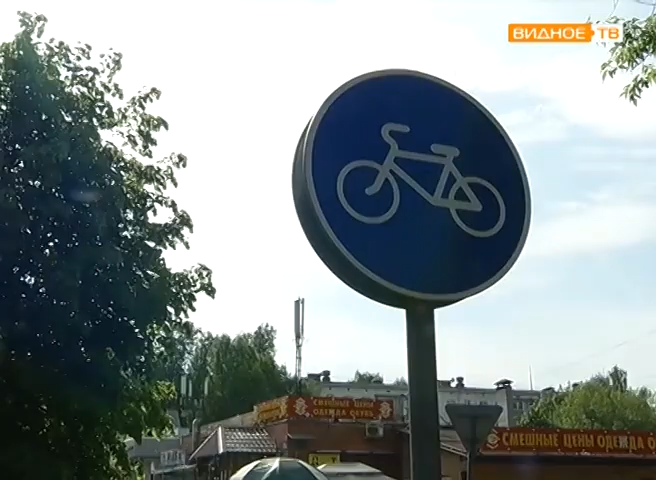 ВИДНОЕ ТВ
СМЕШНЫЕ ЦЕНЫ
ОДЕЖДА ОБУВЬ
СМЕШНЫЕ ЦЕНЫ ОДЕЖДА О